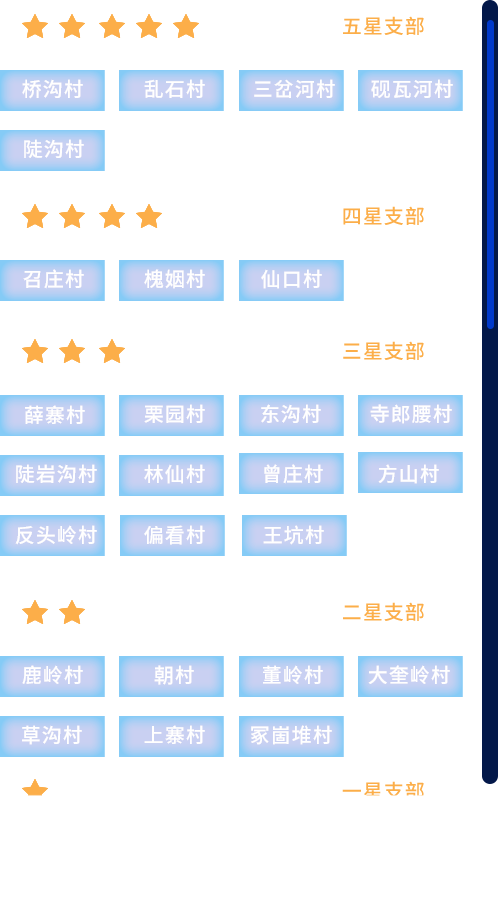 五星支部
桥沟村 乱石村 三岔河村 砚瓦河村
陡沟村
四星支部
召庄村 槐姻村 仙口村
三星支部
薛寨村 栗园村 东沟村 寺郎腰村
陡岩沟村 林仙村 曾庄村 方山村
反头岭村 偏看村 王坑村
二星支部
鹿岭村 朝村 董岭村 大奎岭村
草沟村 上寨村 冢崮堆村
一星支部